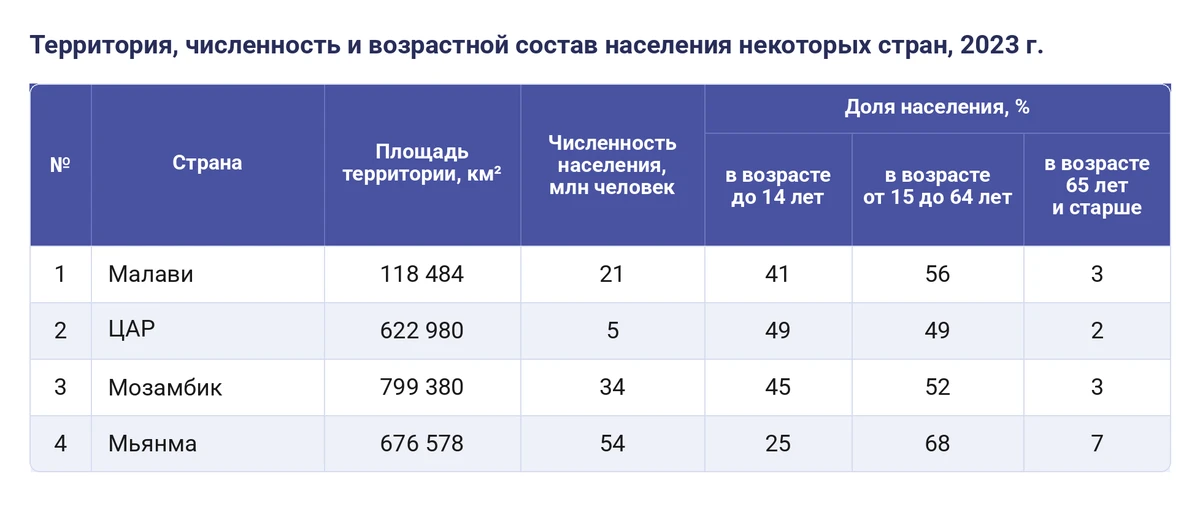 Территория, численность и возрастной состав населения некоторых стран, 2023 г.
№
Страна
Площадь
территории, км²
Численность
населения,
млн человек
Доля населения, %
в возрасте
до 14 лет
в возрасте
от 15 до 64 лет
в возрасте
65 лет
и старше
1 Малави 118 484 21 41 56 3
2 ЦАР 622 980 5 49 49 2
3 Мозамбик 799 380 34 45 52 3
4 Мьянма 676 578 54 25 68 7